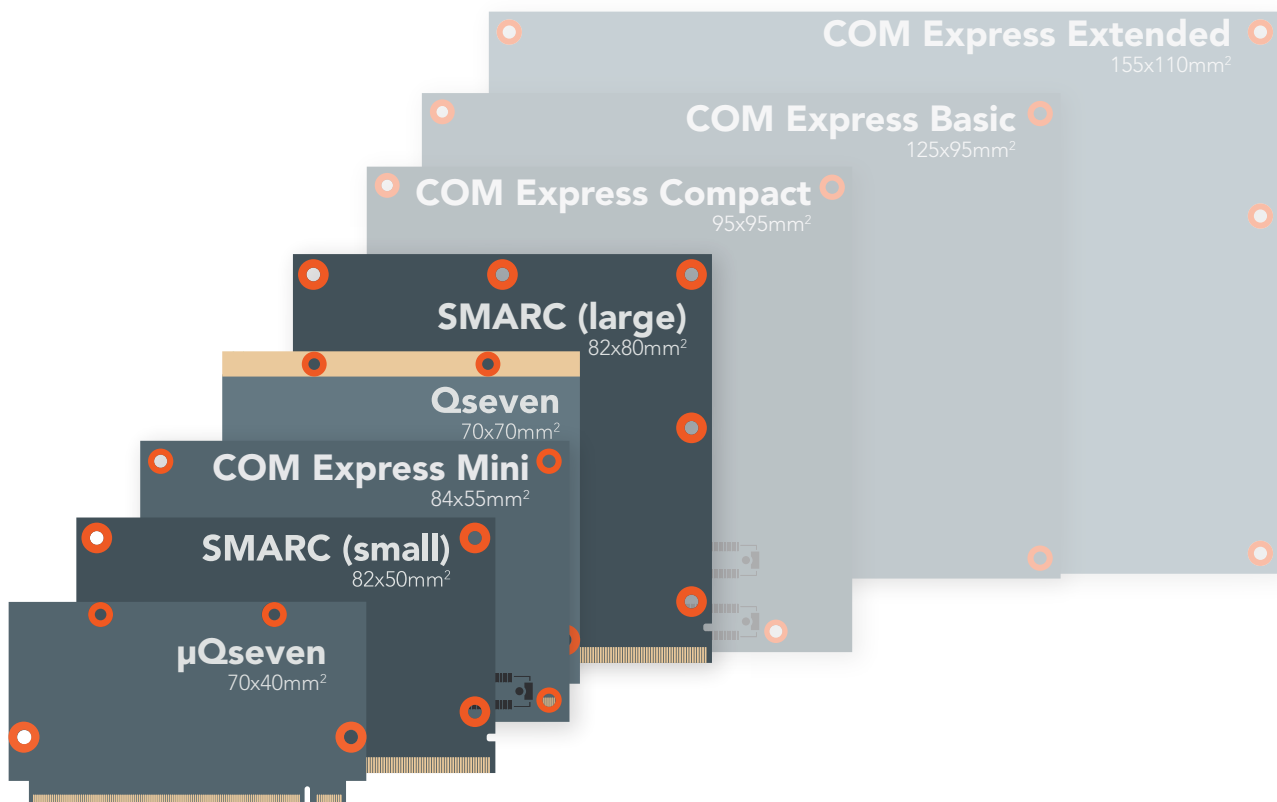 COM Express Extended
155x110mm²
COM Express Basic
125x95mm²
COM Express Compact
95x95mm²
SMARC (large)
82x80mm²
Qseven
70x70mm²
COM Express Mini
84x55mm²
SMARC (small)
82x50mm²
µQseven
70x40mm²